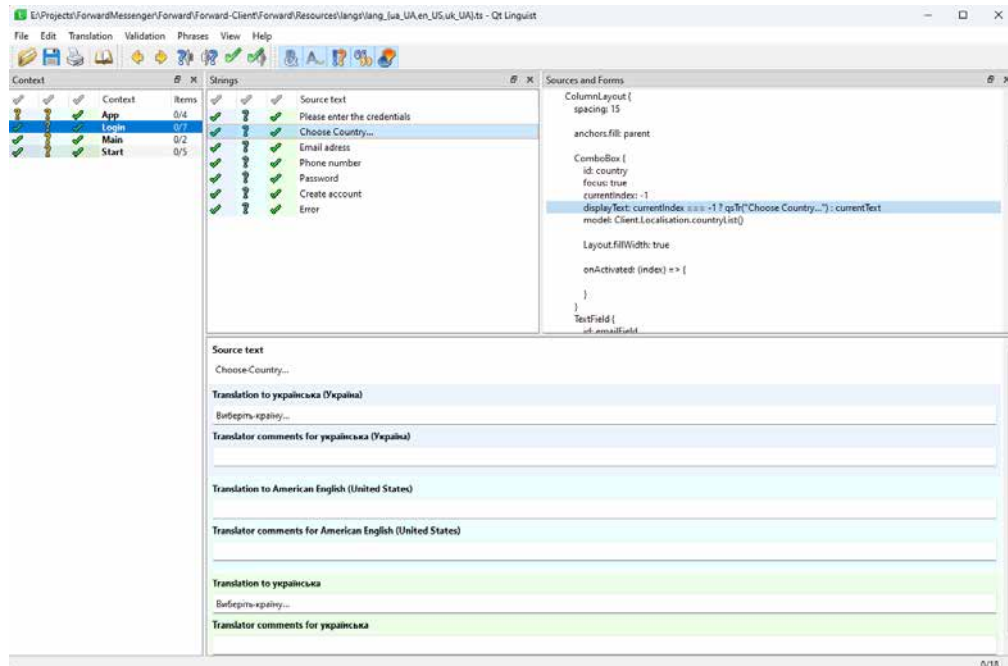 E:\Projects\ForwardMessenger\Forward\Forward-Client\Forward\Resources\langs\lang_{ua_UA,en_US,uk_UA}.ts - Qt Linguist
File Edit Translation Validation Phrases View Help
Context
Context Items
App 0/4
Login 0/7
Main 0/2
Start 0/5
Strings
Source text
Please enter the credentials
Choose Country...
Email adress
Phone number
Password
Create account
Error
Sources and Forms
ColumnLayout {
spacing: 15
anchors.fill: parent
ComboBox {
id: country
focus: true
currentIndex: -1
displayText: currentIndex === -1 ? qsTr("Choose Country...") : currentText
model: Client.Localisation.countryList()
Layout.fillWidth: true
onActivated: (index) => {
}
}
TextField {
id: emailField
Source text
Choose·Country...
Translation to українська (Україна)
Виберіть·країну...
Translator comments for українська (Україна)
Translation to American English (United States)
Translator comments for American English (United States)
Translation to українська
Виберіть·країну...
Translator comments for українська
0/18